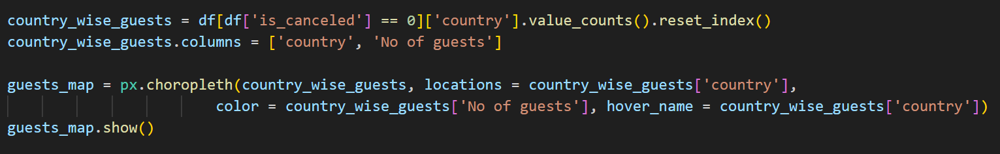 country_wise_guests = df[df['is_canceled'] == 0]['country'].value_counts().reset_index()
country_wise_guests.columns = ['country', 'No of guests']
guests_map = px.choropleth(country_wise_guests, locations = country_wise_guests['country'],
color = country_wise_guests['No of guests'], hover_name = country_wise_guests['country'])
guests_map.show()